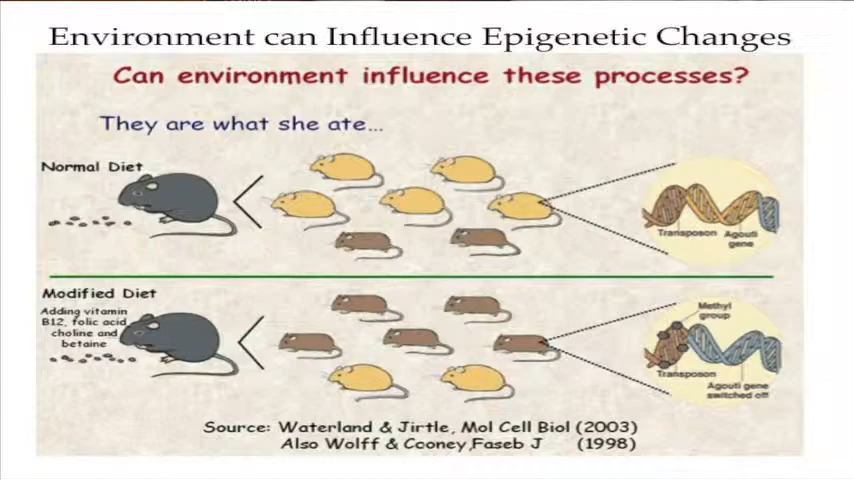 Environment can Influence Epigenetic Changes
Can environment influence these processes?
They are what she ate...
Normal Diet
Transposon Agouti
gene
Modified Diet
Adding vitamin
B12, folic acid
choline and
betaine
Methyl
group
Transposon
Agouti gene
switched off
Source: Waterland & Jirtle, Mol Cell Biol (2003)
Also Wolff & Cooney,Faseb J (1998)